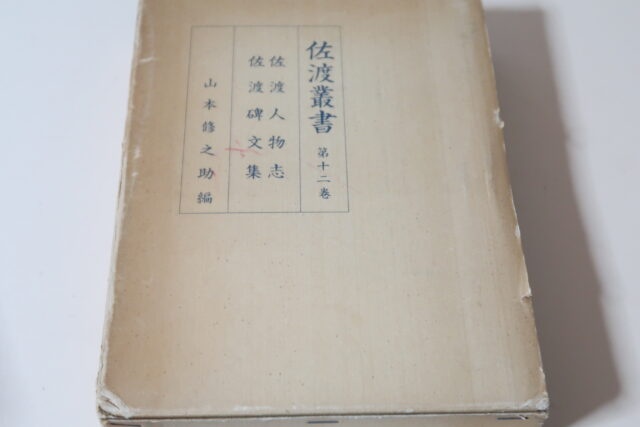 佐渡叢書 第十二巻
佐渡人物志
佐渡碑文集
山本修之助編